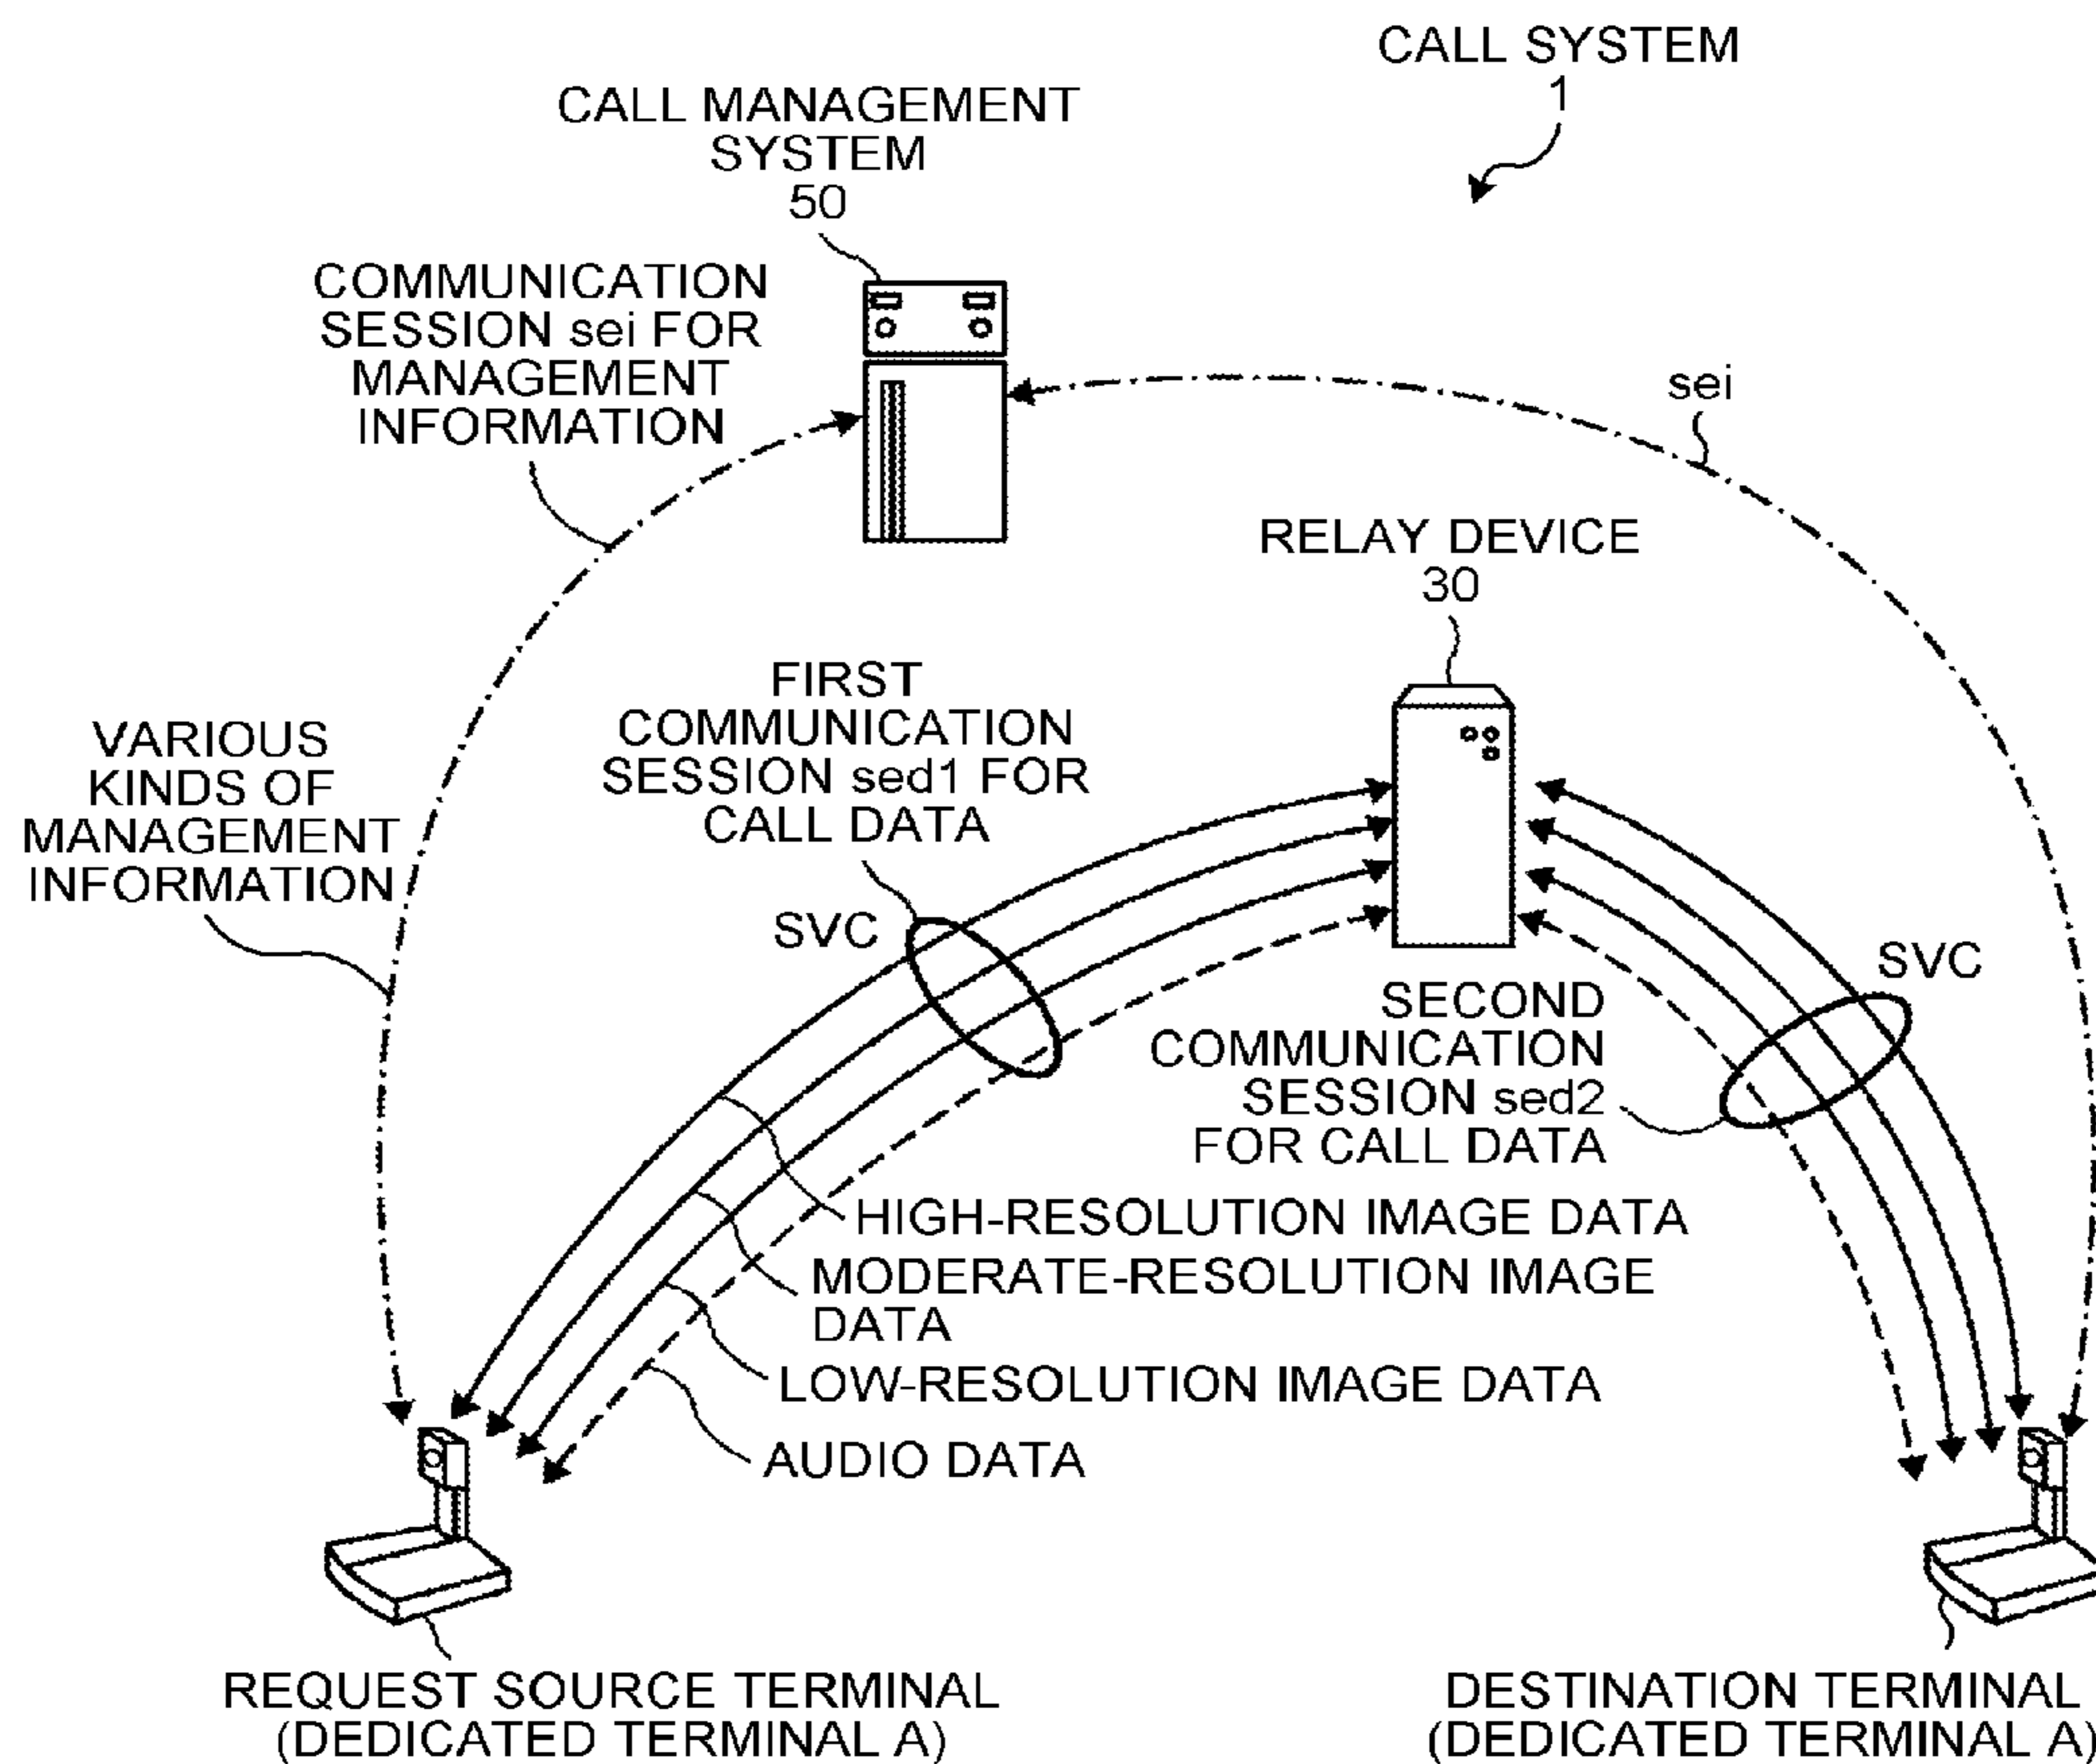 CALL SYSTEM
1
CALL MANAGEMENT
SYSTEM
50
COMMUNICATION
SESSION sei FOR
MANAGEMENT
INFORMATION
sei
RELAY DEVICE
30
FIRST
COMMUNICATION
SESSION sed1 FOR
CALL DATA
VARIOUS
KINDS OF
MANAGEMENT
INFORMATION
SVC
SVC
SECOND
COMMUNICATION
SESSION sed2
FOR CALL DATA
HIGH-RESOLUTION IMAGE DATA
MODERATE-RESOLUTION IMAGE
DATA
LOW-RESOLUTION IMAGE DATA
AUDIO DATA
REQUEST SOURCE TERMINAL
(DEDICATED TERMINAL A)
DESTINATION TERMINAL
(DEDICATED TERMINAL A)